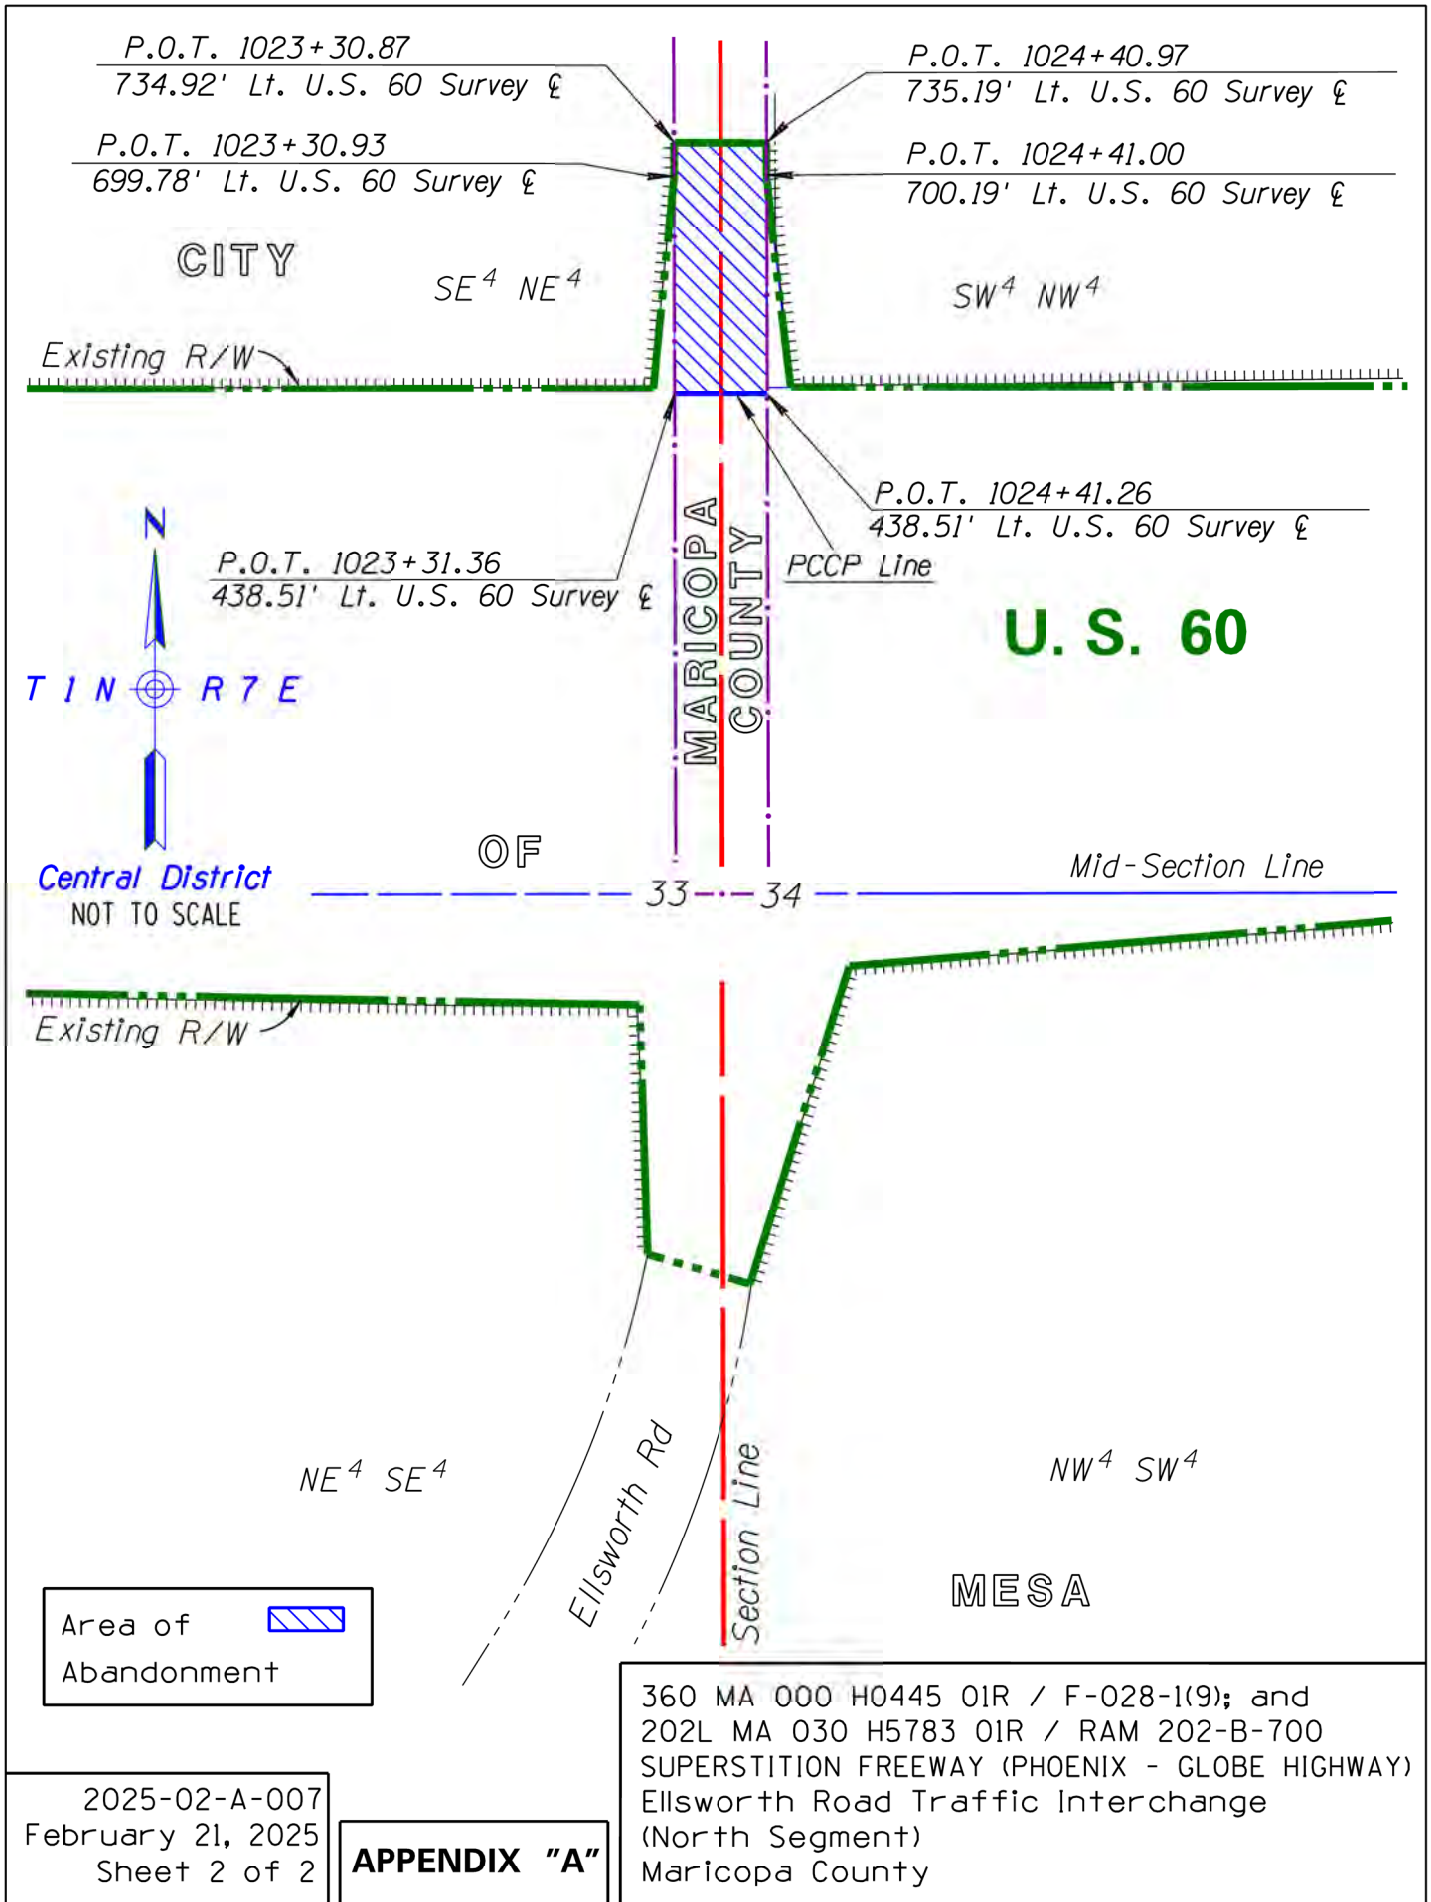 P.O.T. 1023+30.87
734.92' Lt. U.S. 60 Survey ℄
P.O.T. 1024+40.97
735.19' Lt. U.S. 60 Survey ℄
P.O.T. 1023+30.93
699.78' Lt. U.S. 60 Survey ℄
P.O.T. 1024+41.00
700.19' Lt. U.S. 60 Survey ℄
CITY
SE⁴ NE⁴
SW⁴ NW⁴
Existing R/W
P.O.T. 1024+41.26
438.51' Lt. U.S. 60 Survey ℄
PCCP Line
P.O.T. 1023+31.36
438.51' Lt. U.S. 60 Survey ℄
MARICOPA
COUNTY
N
U. S. 60
T 1 N R 7 E
OF
Central District
NOT TO SCALE
33
34
Mid-Section Line
Existing R/W
NE⁴ SE⁴
Ellsworth Rd
Section Line
NW⁴ SW⁴
MESA
Area of
Abandonment
360 MA 000 H0445 01R / F-028-1(9); and
202L MA 030 H5783 01R / RAM 202-B-700
SUPERSTITION FREEWAY (PHOENIX - GLOBE HIGHWAY)
Ellsworth Road Traffic Interchange
(North Segment)
Maricopa County
2025-02-A-007
February 21, 2025
Sheet 2 of 2
APPENDIX "A"